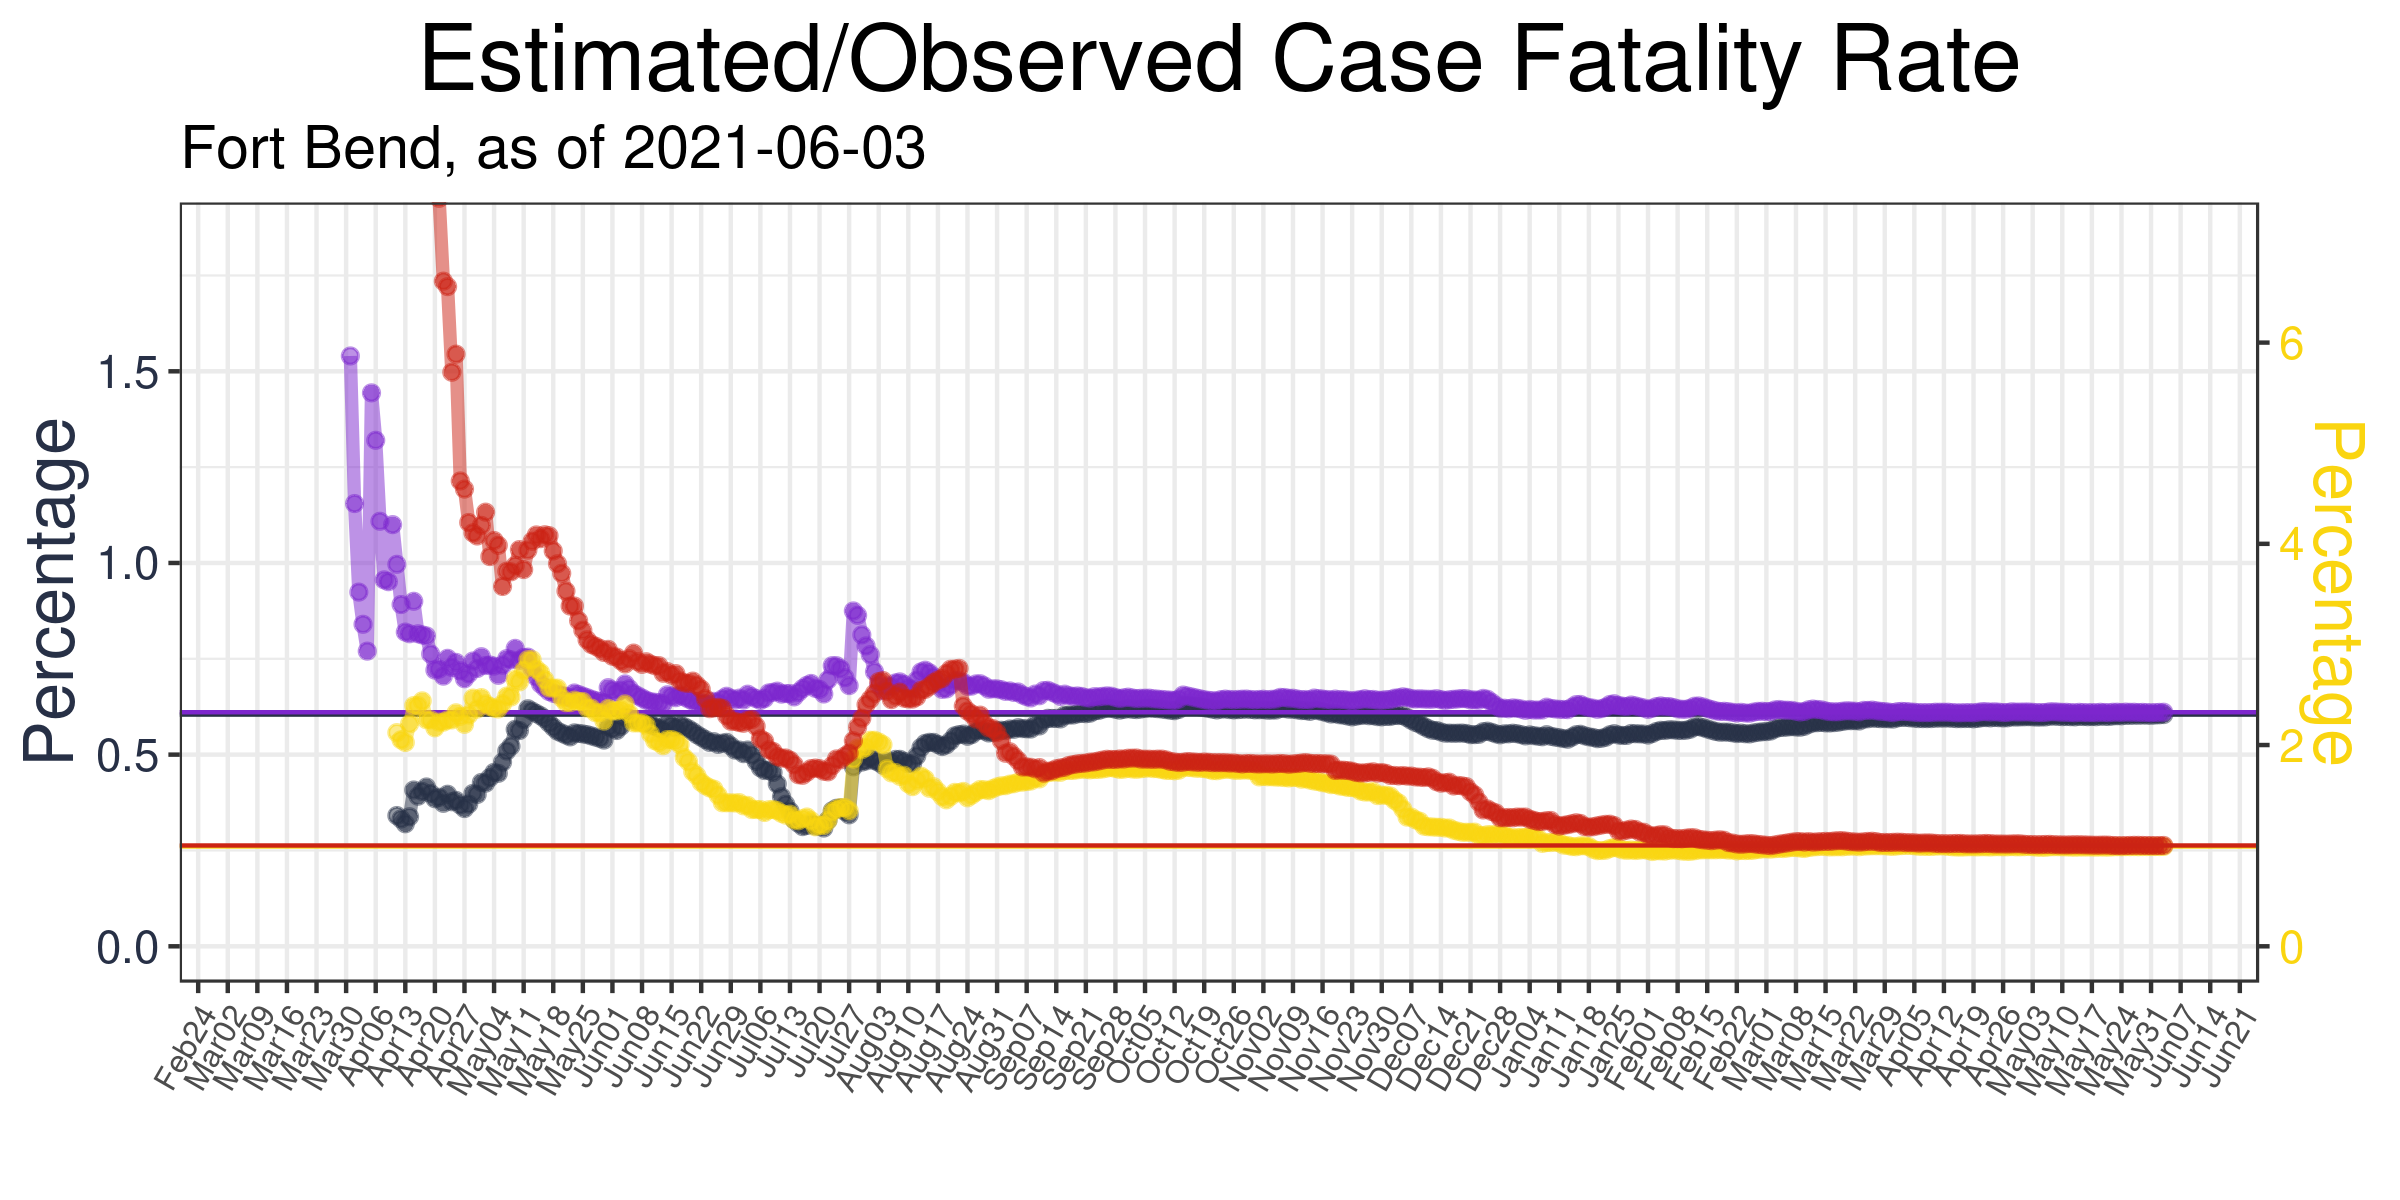 Estimated/Observed Case Fatality Rate
Fort Bend, as of 2021-06-03
Percentage
1.5
1.0
0.5
0.0
6
4
2
0
Percentage
Feb24
Mar02
Mar09
Mar16
Mar23
Mar30
Apr06
Apr13
Apr20
Apr27
May04
May11
May18
May25
Jun01
Jun08
Jun15
Jun22
Jun29
Jul06
Jul13
Jul20
Jul27
Aug03
Aug10
Aug17
Aug24
Aug31
Sep07
Sep14
Sep21
Sep28
Oct05
Oct12
Oct19
Oct26
Nov02
Nov09
Nov16
Nov23
Nov30
Dec07
Dec14
Dec21
Dec28
Jan04
Jan11
Jan18
Jan25
Feb01
Feb08
Feb15
Feb22
Mar01
Mar08
Mar15
Mar22
Mar29
Apr05
Apr12
Apr19
Apr26
May03
May10
May17
May24
May31
Jun07
Jun14
Jun21